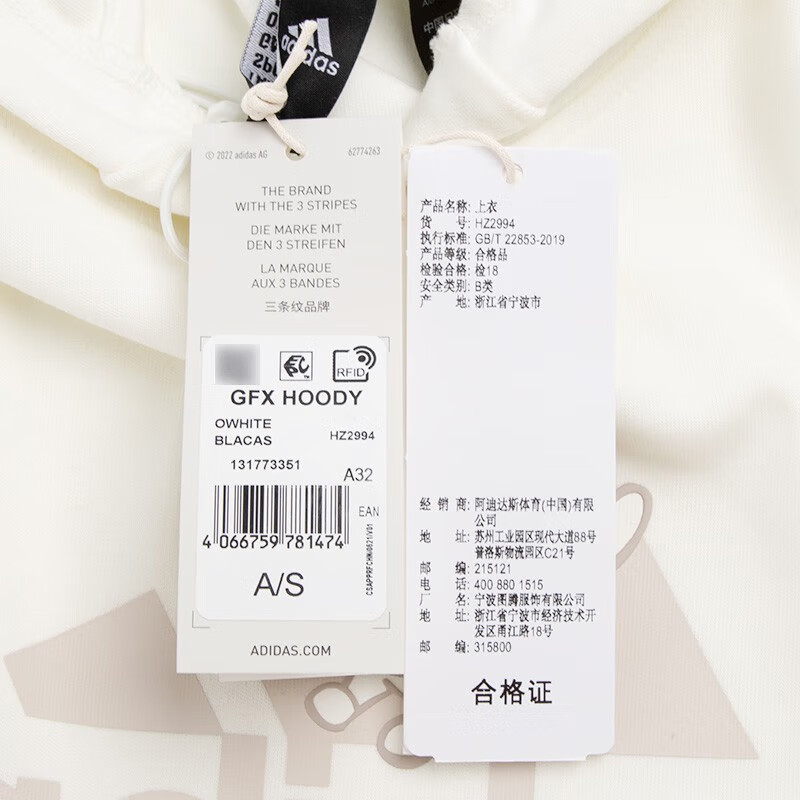 adidas
中国
© 2022 adidas AG 62774263
THE BRAND
WITH THE 3 STRIPES
DIE MARKE MIT
DEN 3 STREIFEN
LA MARQUE
AUX 3 BANDES
三条纹品牌
RFID
GFX HOODY
OWHITE
BLACAS HZ2994
131773351
A32
EAN
4 066759 781474
A/S
ADIDAS.COM
产品名称: 上衣
货 号: HZ2994
执行标准: GB/T 22853-2019
产品等级: 合格品
检验合格: 检18
安全类别: B类
产 地: 浙江省宁波市
经 销 商: 阿迪达斯体育(中国)有限
公司
地 址: 苏州工业园区现代大道88号
普洛斯物流园区C21号
邮 编: 215121
电 话: 400 880 1515
厂 名: 宁波图腾服饰有限公司
地 址: 浙江省宁波市经济技术开
发区甬江路18号
邮 编: 315800
合格证